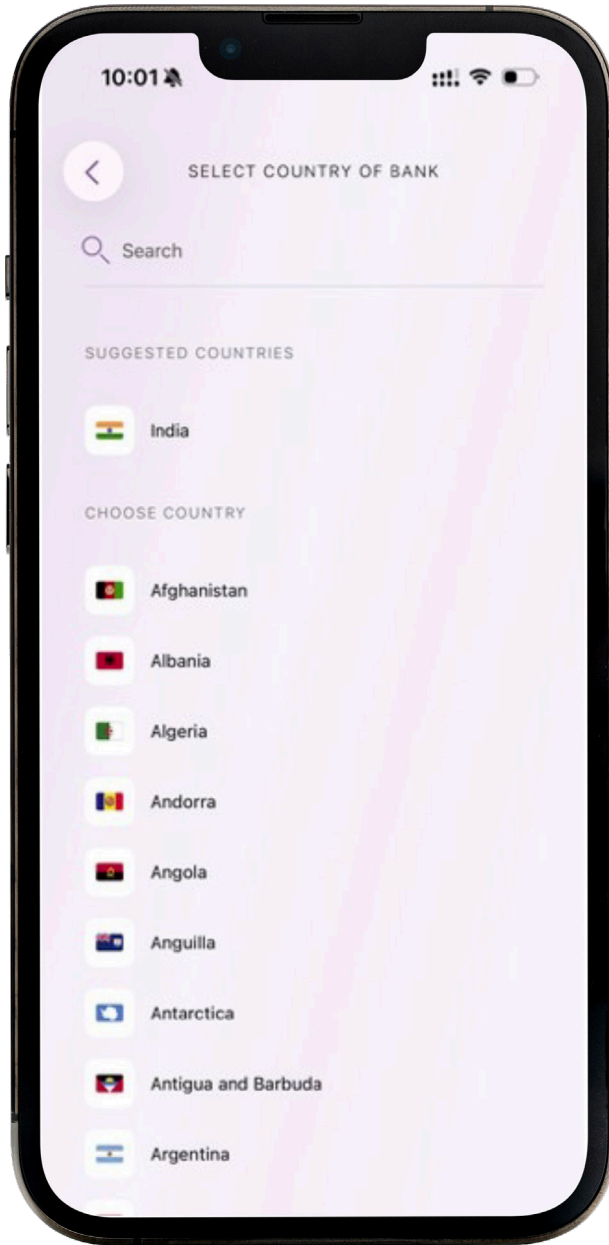 10:01
SELECT COUNTRY OF BANK
Search
SUGGESTED COUNTRIES
India
CHOOSE COUNTRY
Afghanistan
Albania
Algeria
Andorra
Angola
Anguilla
Antarctica
Antigua and Barbuda
Argentina